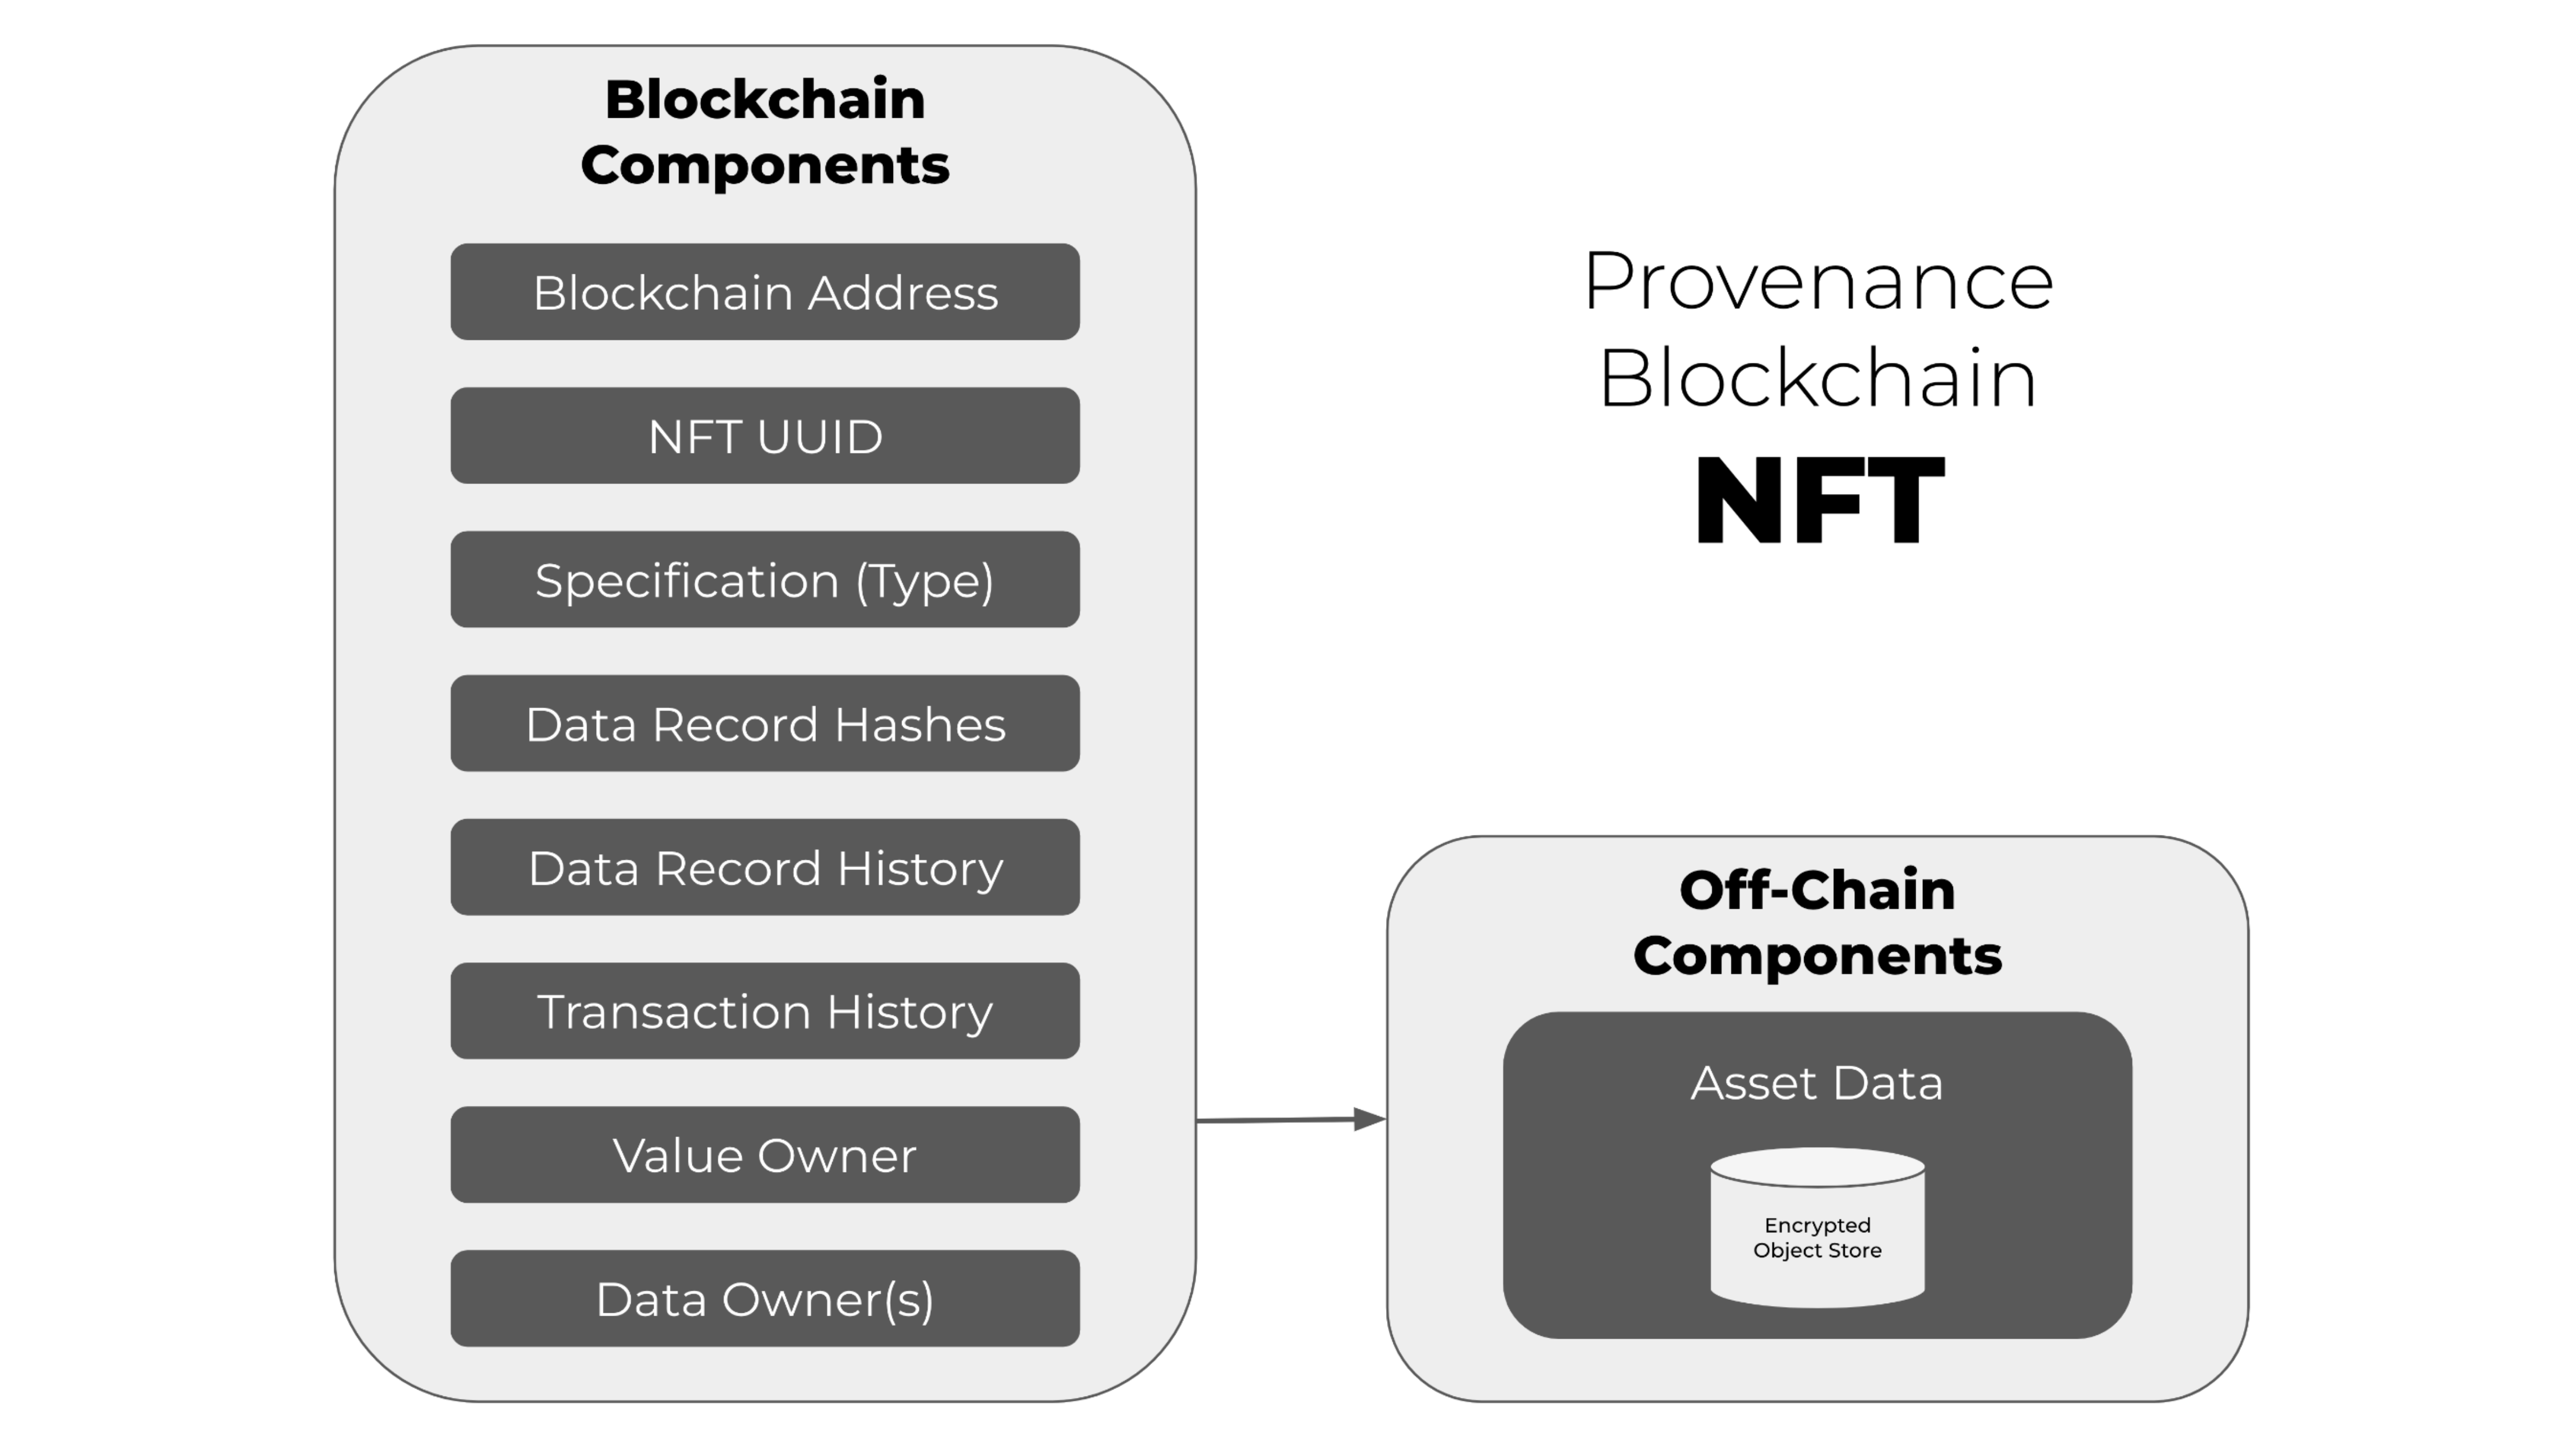 Blockchain
Components
Blockchain Address
NFT UUID
Specification (Type)
Data Record Hashes
Data Record History
Transaction History
Value Owner
Data Owner(s)
Provenance
Blockchain
NFT
Off-Chain
Components
Asset Data
Encrypted
Object Store